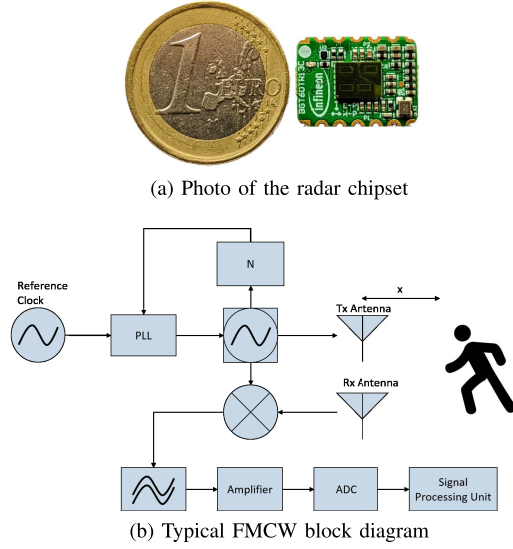 1
EURO
BGT60TR13C
Infineon
P1
(a) Photo of the radar chipset
N
Reference
Clock
PLL
x
Tx Antenna
Rx Antenna
Amplifier
ADC
Signal
Processing Unit
(b) Typical FMCW block diagram